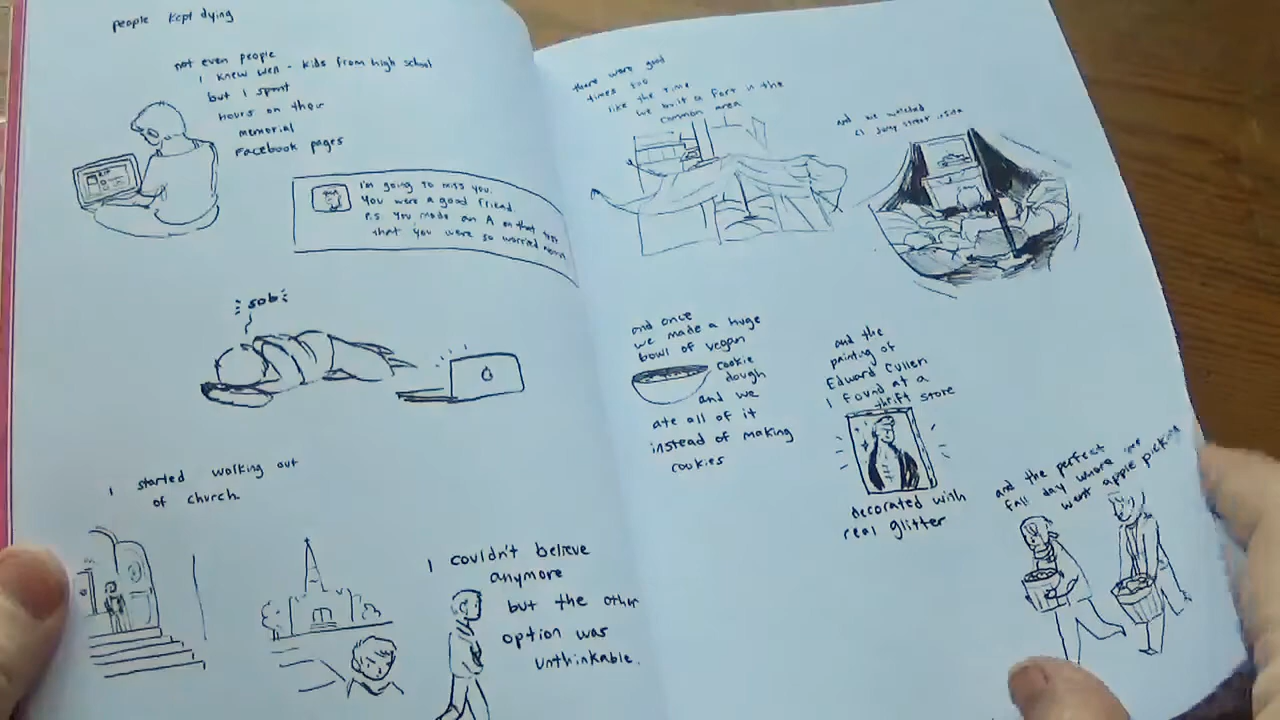 people kept dying
not even people
I knew well - kids from high school
but I spent
hours on their
memorial
Facebook pages
I'm going to miss you.
You were a good friend.
P.S. You made an A on that test
that you were so worried about
sob
I started walking out
of church
I couldn't believe
anymore
but the other
option was
unthinkable.
there were good
times too
like the time
we built a fort in the
common area
and we watched
21 Jump Street inside
and once
we made a huge
bowl of vegan
cookie
dough
and we
ate all of it
instead of making
cookies
and the
painting of
Edward Cullen
I found at a
thrift store
decorated with
real glitter
and the perfect
fall day where we
went apple picking